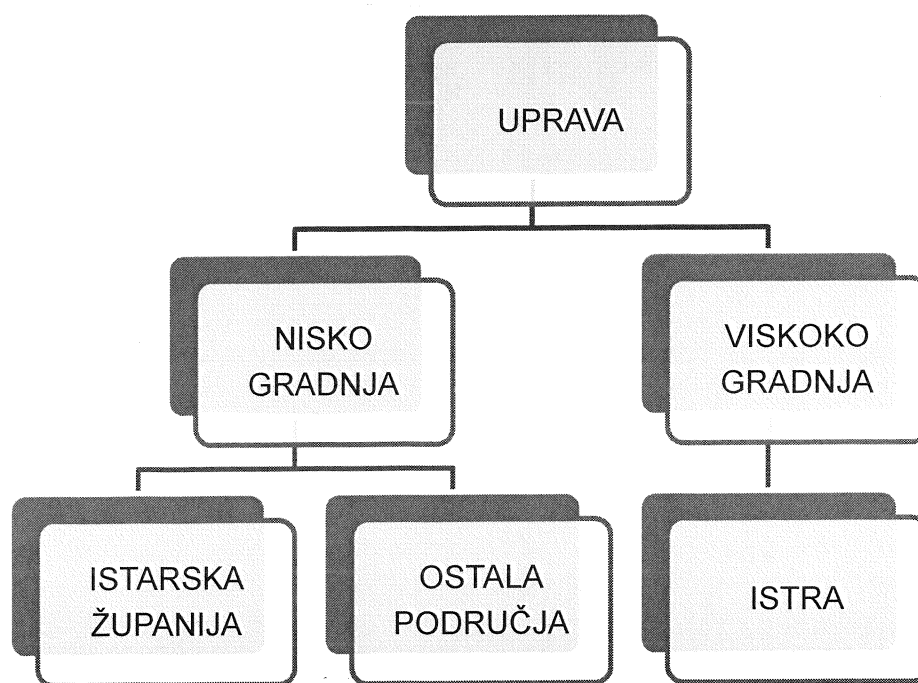 UPRAVA
NISKO
GRADNJA
VISKOKO
GRADNJA
ISTARSKA
ŽUPANIJA
OSTALA
PODRUČJA
ISTRA